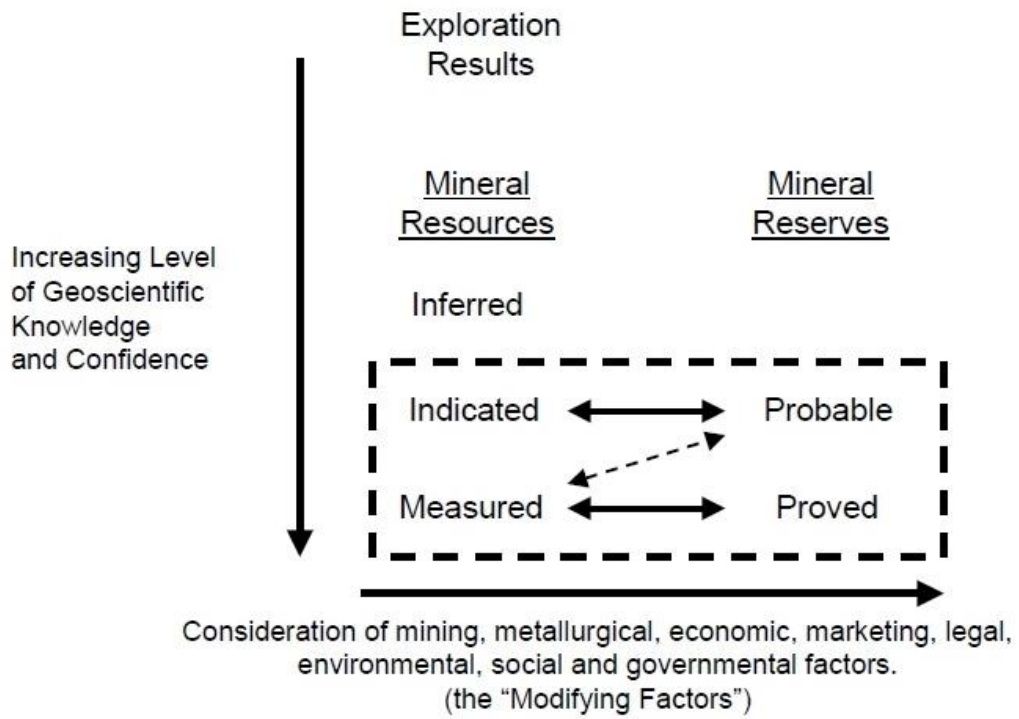 Exploration
Results
Mineral
Resources
Mineral
Reserves
Increasing Level
of Geoscientific
Knowledge
and Confidence
Inferred
Indicated
Probable
Measured
Proved
Consideration of mining, metallurgical, economic, marketing, legal,
environmental, social and governmental factors.
(the “Modifying Factors”)